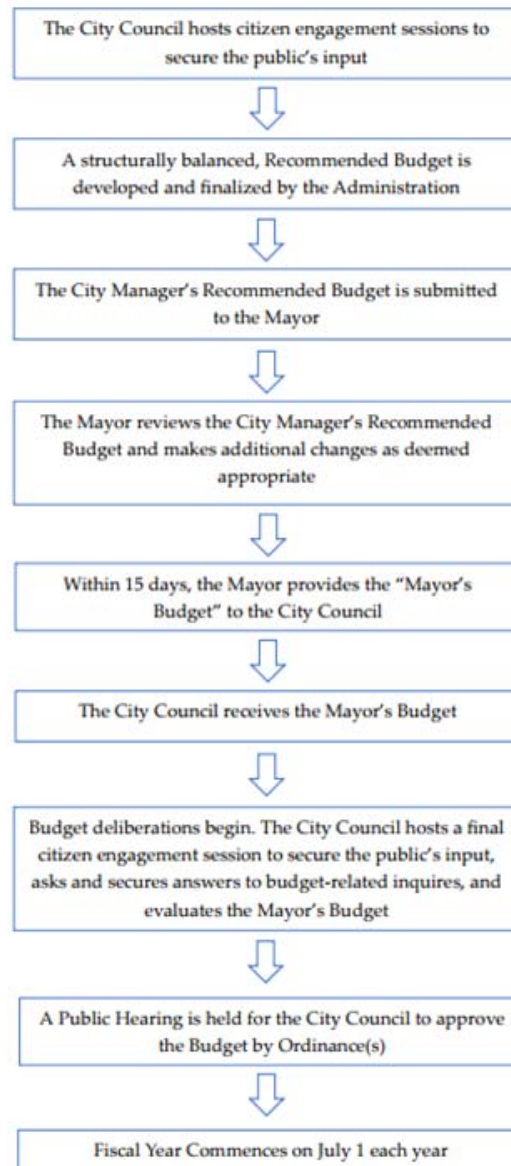 The City Council hosts citizen engagement sessions to
secure the public's input
A structurally balanced, Recommended Budget is
developed and finalized by the Administration
The City Manager's Recommended Budget is submitted
to the Mayor
The Mayor reviews the City Manager's Recommended
Budget and makes additional changes as deemed
appropriate
Within 15 days, the Mayor provides the “Mayor's
Budget” to the City Council
The City Council receives the Mayor's Budget
Budget deliberations begin. The City Council hosts a final
citizen engagement session to secure the public's input,
asks and secures answers to budget-related inquires, and
evaluates the Mayor's Budget
A Public Hearing is held for the City Council to approve
the Budget by Ordinance(s)
Fiscal Year Commences on July 1 each year